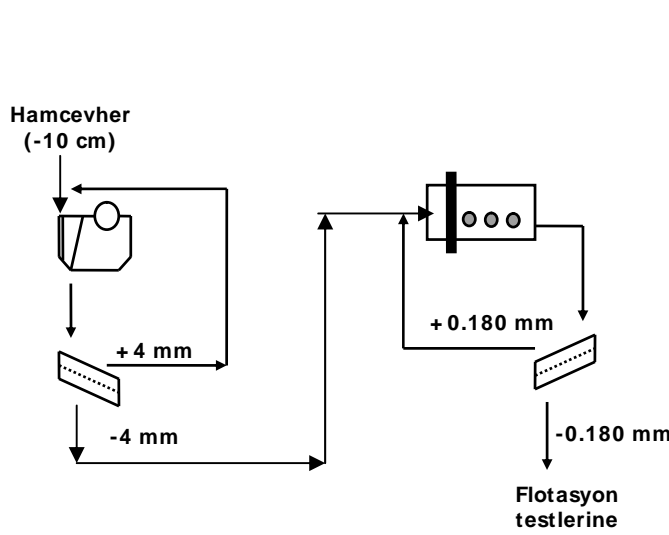 Hamcevher
(-10 cm)
+4 mm
-4 mm
+0.180 mm
-0.180 mm
Flotasyon
testlerine